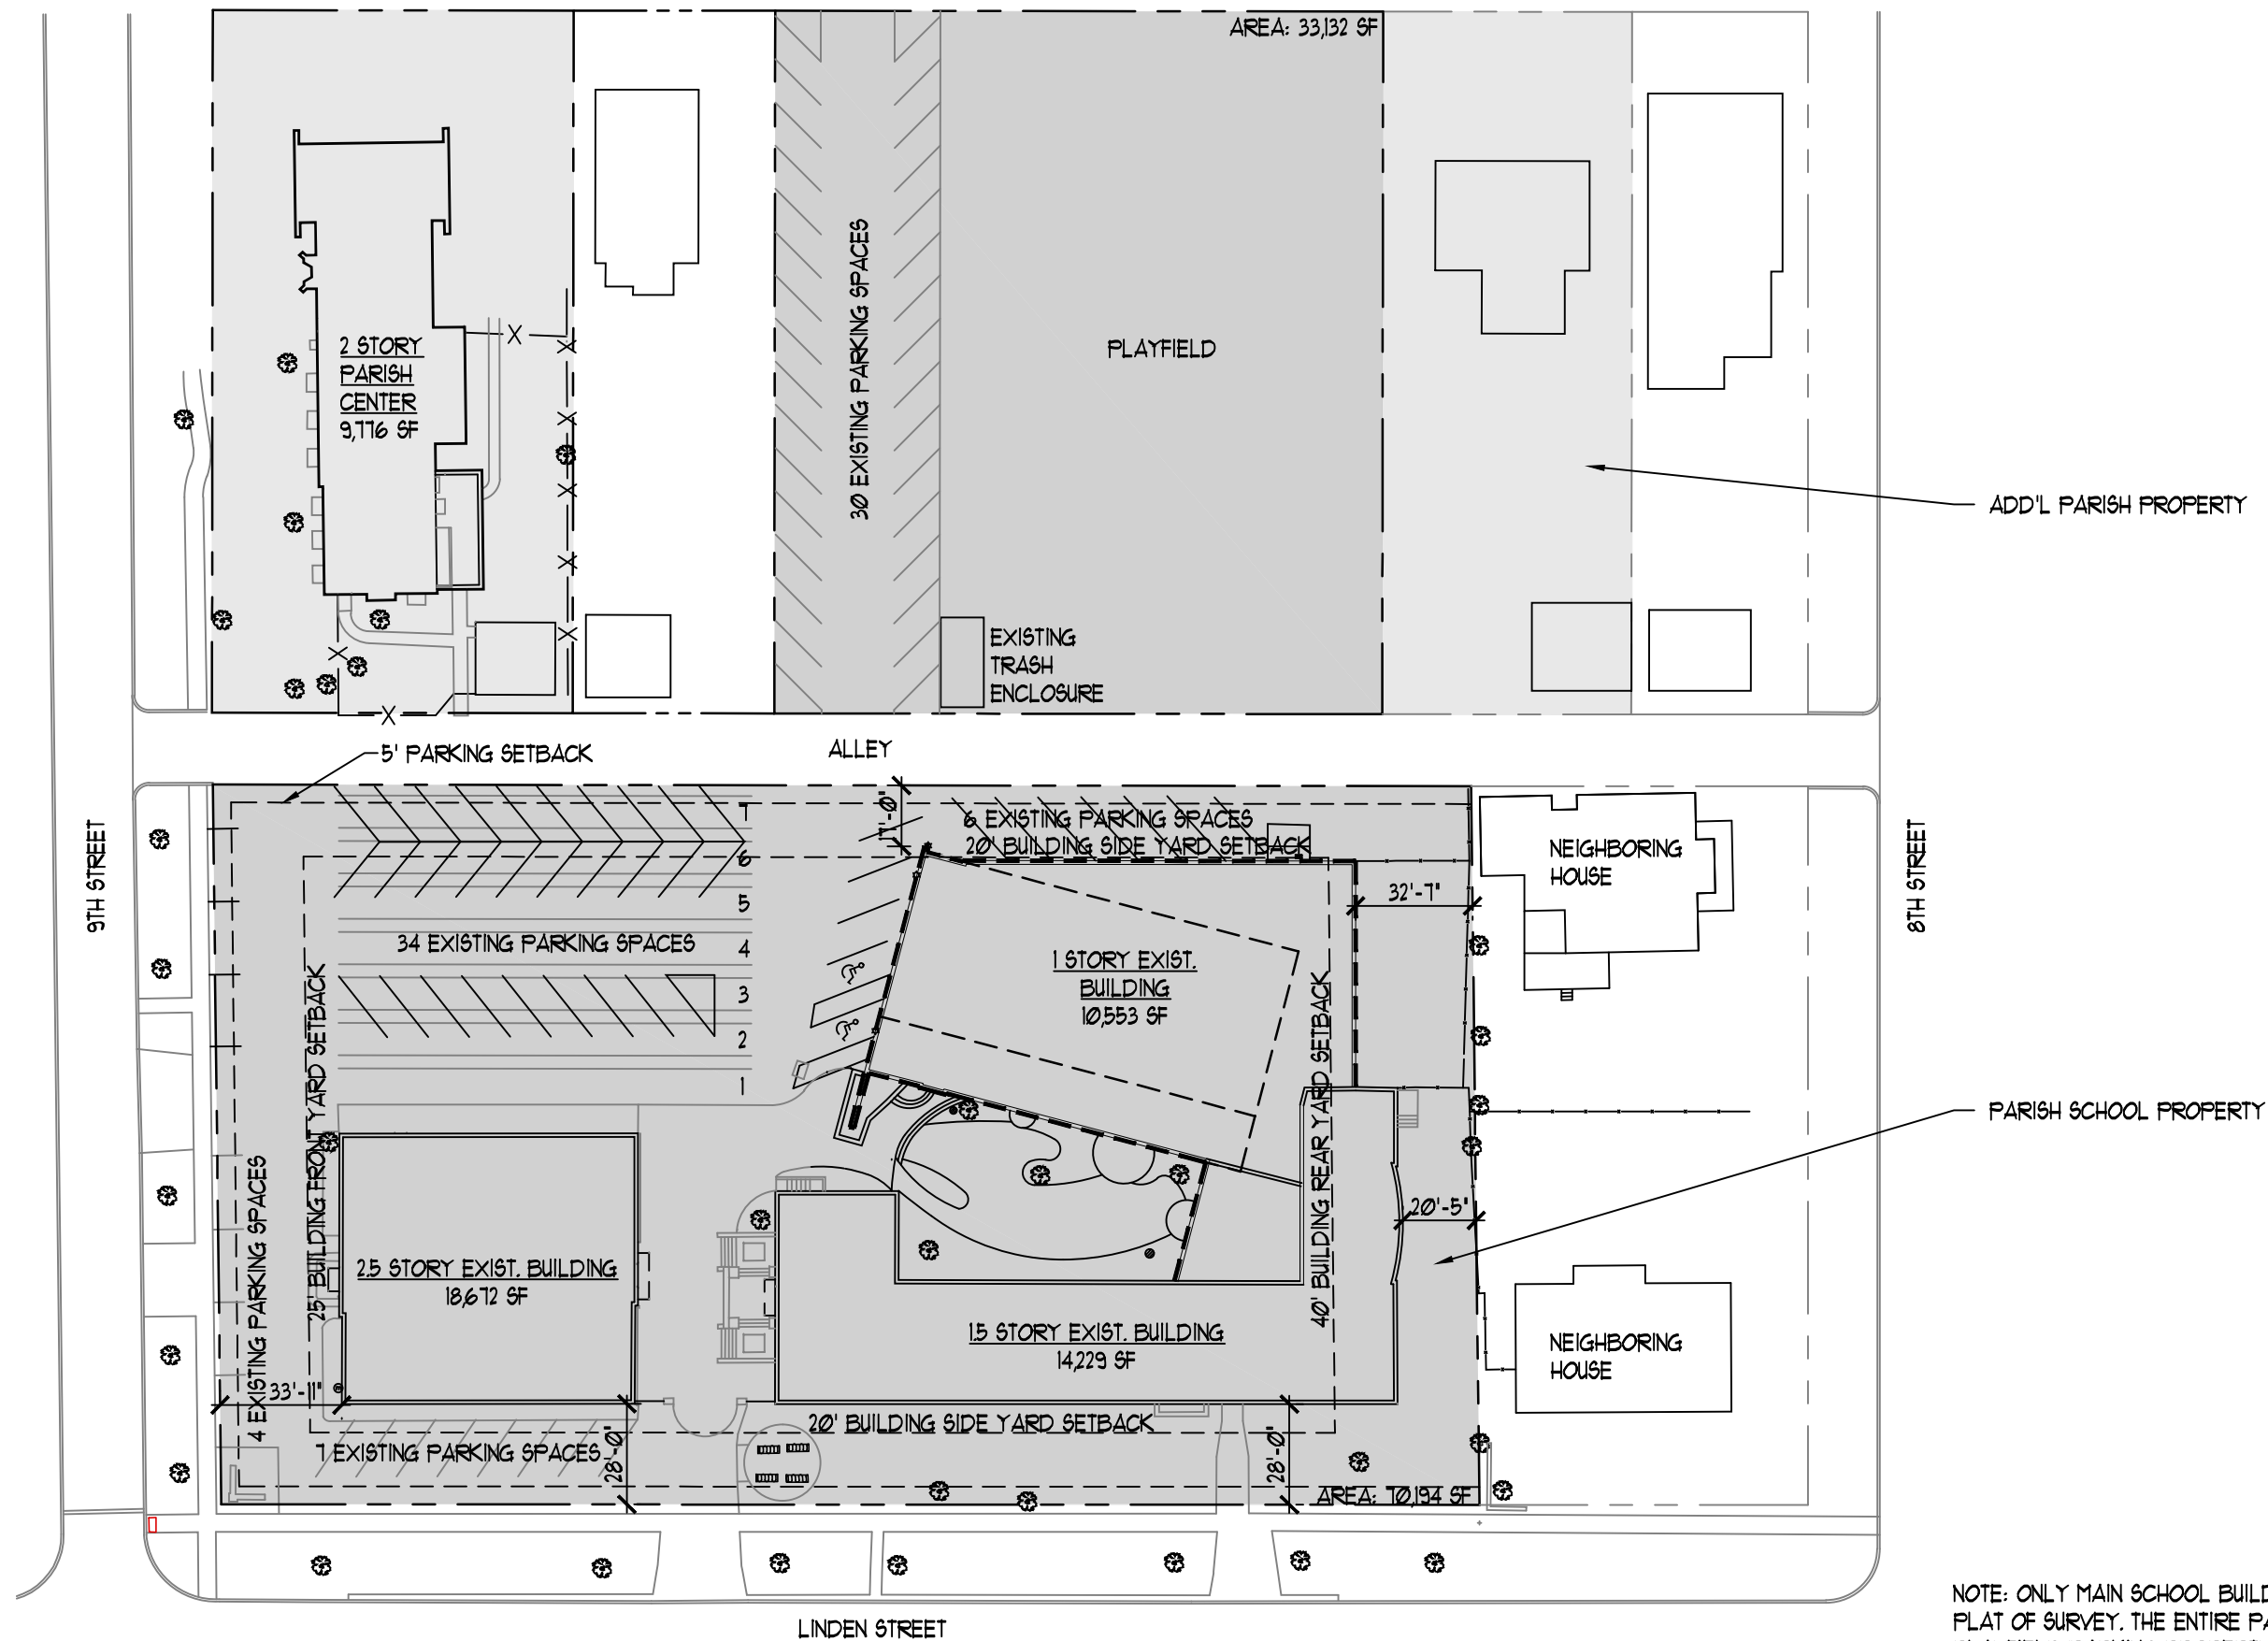 AREA: 33,132 SF
30 EXISTING PARKING SPACES
2 STORY
PARISH
CENTER
9,776 SF
PLAYFIELD
ADD'L PARISH PROPERTY
EXISTING
TRASH
ENCLOSURE
5' PARKING SETBACK
ALLEY
9TH STREET
8TH STREET
17'-0"
6 EXISTING PARKING SPACES
20' BUILDING SIDE YARD SETBACK
7
6
5
4
3
2
1
34 EXISTING PARKING SPACES
32'-7"
NEIGHBORING
HOUSE
1 STORY EXIST.
BUILDING
10,553 SF
25' BUILDING FRONT YARD SETBACK
40' BUILDING REAR YARD SETBACK
PARISH SCHOOL PROPERTY
4 EXISTING PARKING SPACES
20'-5"
2.5 STORY EXIST. BUILDING
18,672 SF
1.5 STORY EXIST. BUILDING
14,229 SF
NEIGHBORING
HOUSE
33'-11"
20' BUILDING SIDE YARD SETBACK
7 EXISTING PARKING SPACES
28'-0"
28'-0"
AREA: 70,194 SF
LINDEN STREET
NOTE: ONLY MAIN SCHOOL BUILD
PLAT OF SURVEY. THE ENTIRE PA